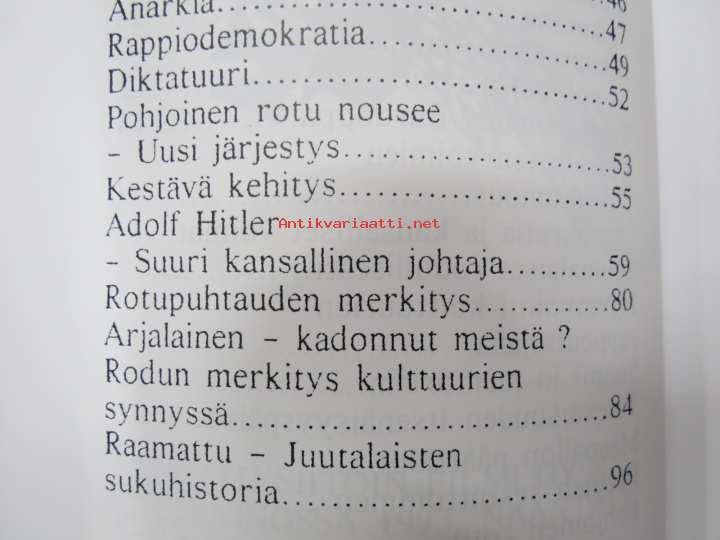 Anarkia......................46
Rappiodemokratia......................47
Diktatuuri......................49
......................52
Pohjoinen rotu nousee
- Uusi järjestys......................53
Kestävä kehitys......................55
Adolf Hitler
Antikvariaatti.net
- Suuri kansallinen johtaja..........59
Rotupuhtauden merkitys..............80
Arjalainen - kadonnut meistä ?
Rodun merkitys kulttuurien
synnyssä......................84
Raamattu - Juutalaisten
sukuhistoria......................96